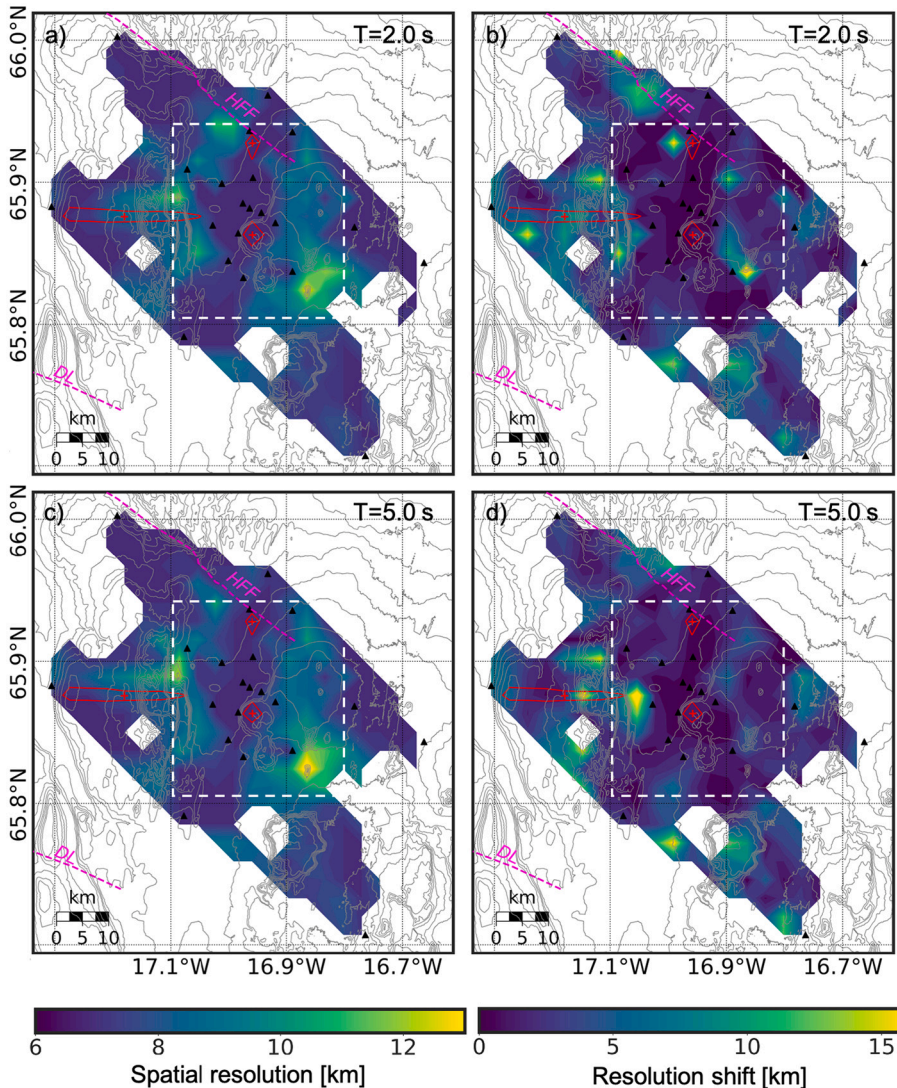 a) T=2.0 s
b) T=2.0 s
66.0°N
65.9°N
65.8°N
HFF
HFF
DL
DL
km
0 5 10
km
0 5 10
c) T=5.0 s
d) T=5.0 s
66.0°N
65.9°N
65.8°N
HFF
HFF
DL
DL
km
0 5 10
km
0 5 10
17.1°W 16.9°W 16.7°W
17.1°W 16.9°W 16.7°W
6 8 10 12
Spatial resolution [km]
0 5 10 15
Resolution shift [km]